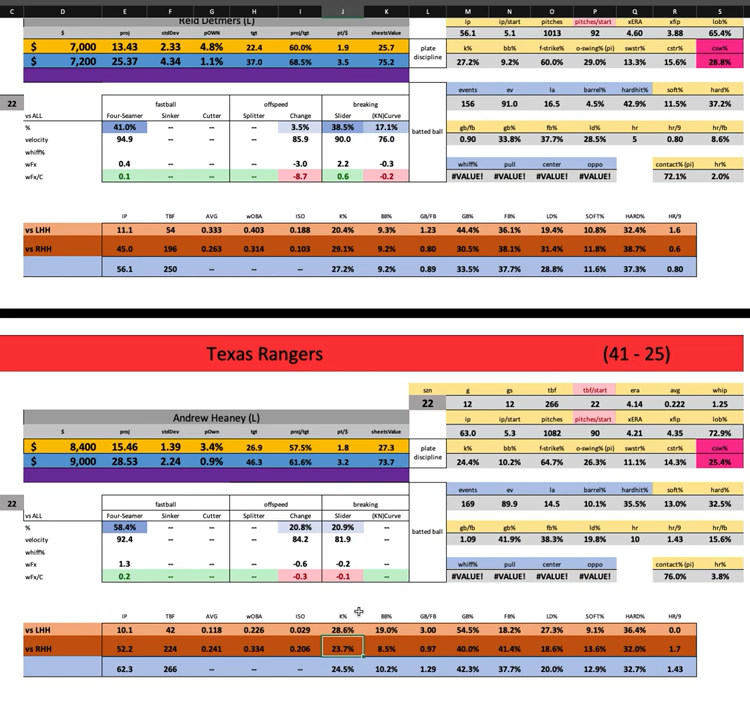 C D E F G H I J K L M N O P Q R S
Reid Detmers (L) ip ip/start pitches pitches/start xERA xfip lob%
$ proj stdDev pOWN tgt proj/tgt pt/$ sheetsValue 56.1 5.1 1013 92 4.60 3.88 65.4%
$ 7,000 13.43 2.33 4.8% 22.4 60.0% 1.9 25.7 plate discipline k% bb% f-strike% o-swing% (pi) swstr% cstr% csw%
$ 7,200 25.37 4.34 1.1% 37.0 68.5% 3.5 75.2 27.2% 9.2% 60.0% 29.0% 13.3% 15.6% 28.8%
events ev la barrel% hardhit% soft% hard%
22 fastball offspeed breaking 156 91.0 16.5 4.5% 42.9% 11.5% 37.2%
vs ALL Four-Seamer Sinker Cutter Splitter Change Slider (KN)Curve
% 41.0% -- -- -- 3.5% 38.5% 17.1% batted ball gb/fb gb% fb% ld% hr hr/9 hr/fb
velocity 94.9 -- -- -- 85.9 90.0 76.0 0.90 33.8% 37.7% 28.5% 5 0.80 8.6%
whiff%
wFx 0.4 -- -- -- -3.0 2.2 -0.3 whiff% pull center oppo contact% (pi) hr%
wFx/C 0.1 -- -- -- -8.7 0.6 -0.2 #VALUE! #VALUE! #VALUE! #VALUE! 72.1% 2.0%
IP TBF AVG wOBA ISO K% BB% GB/FB GB% FB% LD% SOFT% HARD% HR/9
vs LHH 11.1 54 0.333 0.403 0.188 20.4% 9.3% 1.23 44.4% 36.1% 19.4% 10.8% 32.4% 1.6
vs RHH 45.0 196 0.263 0.314 0.103 29.1% 9.2% 0.80 30.5% 38.1% 31.4% 11.8% 38.7% 0.6
56.1 250 -- -- -- 27.2% 9.2% 0.89 33.5% 37.7% 28.8% 11.6% 37.3% 0.80
Texas Rangers (41 - 25)
szn g gs tbf tbf/start era avg whip
22 12 12 266 22 4.14 0.222 1.25
Andrew Heaney (L) ip ip/start pitches pitches/start xERA xfip lob%
$ proj stdDev pOwn tgt proj/tgt pt/$ sheetsValue 63.0 5.3 1082 90 4.21 4.35 72.9%
$ 8,400 15.46 1.39 3.4% 26.9 57.5% 1.8 27.3 plate discipline k% bb% f-strike% o-swing% (pi) swstr% cstr% csw%
$ 9,000 28.53 2.24 0.9% 46.3 61.6% 3.2 73.7 24.4% 10.2% 64.7% 26.3% 11.1% 14.3% 25.4%
events ev la barrel% hardhit% soft% hard%
22 fastball offspeed breaking 169 89.9 14.5 10.1% 35.5% 13.0% 32.5%
vs ALL Four-Seamer Sinker Cutter Splitter Change Slider (KN)Curve
% 58.4% -- -- -- 20.8% 20.9% -- batted ball gb/fb gb% fb% ld% hr hr/9 hr/fb
velocity 92.4 -- -- -- 84.2 81.9 -- 1.09 41.9% 38.3% 19.8% 10 1.43 15.6%
whiff%
wFx 1.3 -- -- -- -0.6 -0.2 -- whiff% pull center oppo contact% (pi) hr%
wFx/C 0.2 -- -- -- -0.3 -0.1 -- #VALUE! #VALUE! #VALUE! #VALUE! 76.0% 3.8%
IP TBF AVG wOBA ISO K% BB% GB/FB GB% FB% LD% SOFT% HARD% HR/9
vs LHH 10.1 42 0.118 0.226 0.029 28.6% 19.0% 3.00 54.5% 18.2% 27.3% 9.1% 36.4% 0.0
vs RHH 52.2 224 0.241 0.334 0.206 23.7% 8.5% 0.97 40.0% 41.4% 18.6% 13.6% 32.0% 1.7
62.3 266 -- -- -- 24.5% 10.2% 1.29 42.3% 37.7% 20.0% 12.9% 32.7% 1.43